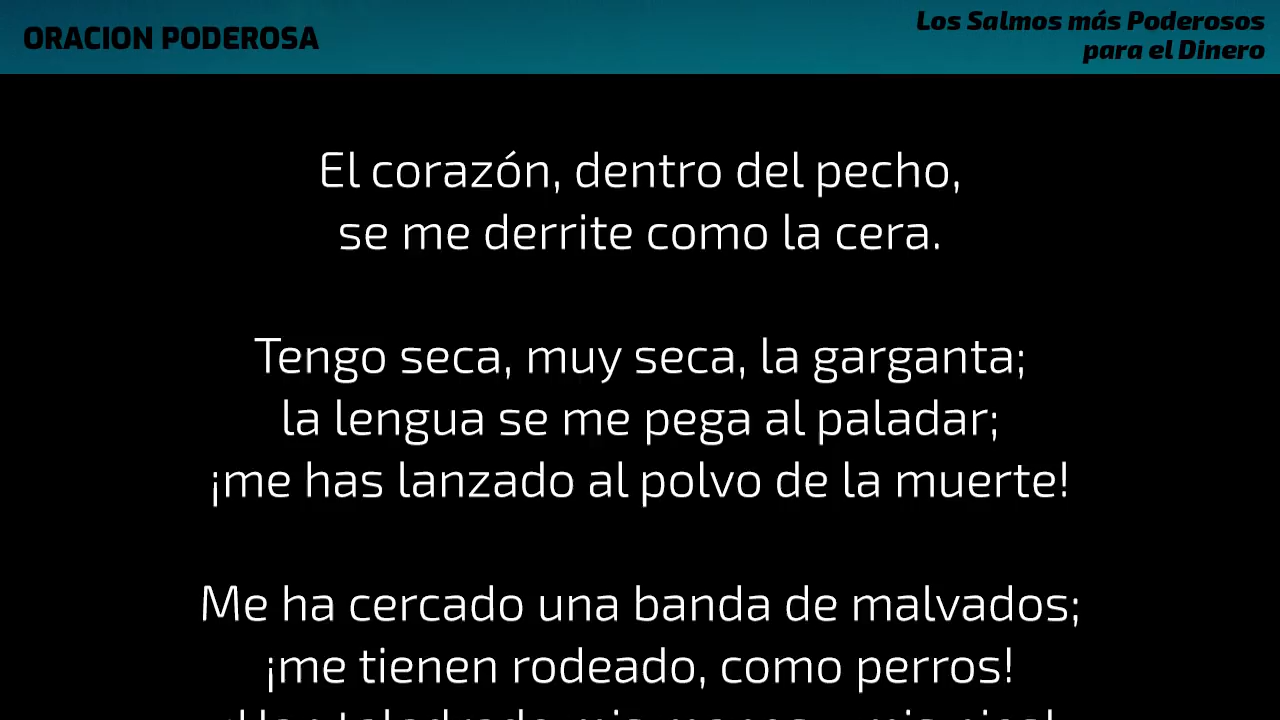 ORACION PODEROSA
Los Salmos más Poderosos
para el Dinero
El corazón, dentro del pecho,
se me derrite como la cera.
Tengo seca, muy seca, la garganta;
la lengua se me pega al paladar;
¡me has lanzado al polvo de la muerte!
Me ha cercado una banda de malvados;
¡me tienen rodeado, como perros!